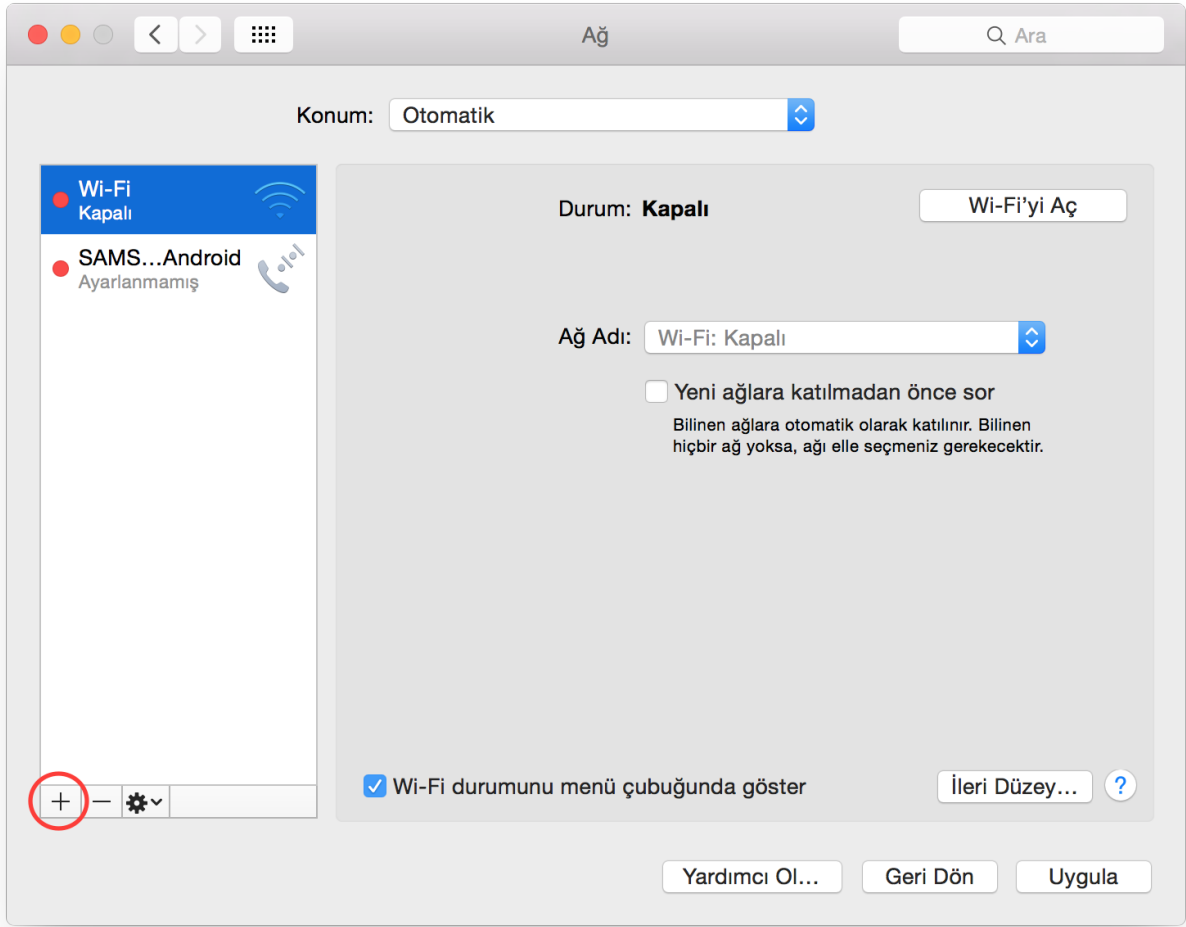 Ağ
Ara
Konum: Otomatik
Wi-Fi
Kapalı
SAMS...Android
Ayarlanmamış
Durum: Kapalı
Wi-Fi’yi Aç
Ağ Adı: Wi-Fi: Kapalı
Yeni ağlara katılmadan önce sor
Bilinen ağlara otomatik olarak katılınır. Bilinen
hiçbir ağ yoksa, ağı elle seçmeniz gerekecektir.
Wi-Fi durumunu menü çubuğunda göster
İleri Düzey...
?
Yardımcı Ol...
Geri Dön
Uygula